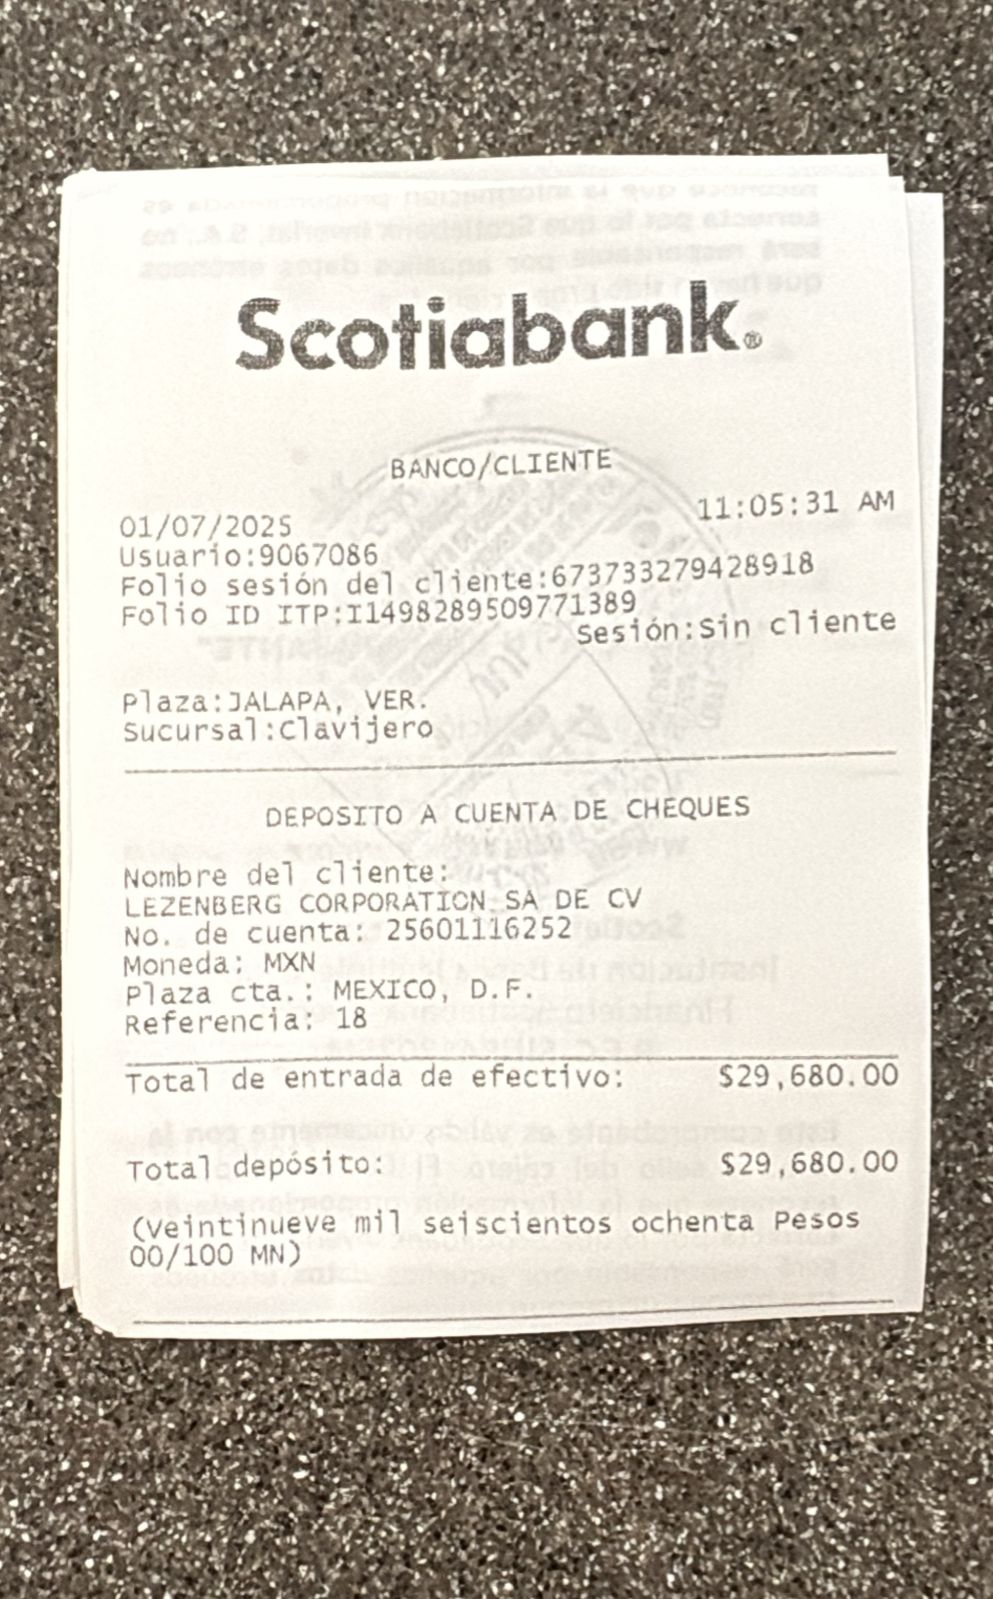 Scotiabank®
BANCO/CLIENTE
01/07/2025 11:05:31 AM
Usuario:9067086
Folio sesión del cliente:673733279428918
Folio ID ITP:I1498289509771389
Sesión:Sin cliente
Plaza:JALAPA, VER.
Sucursal:Clavijero
DEPOSITO A CUENTA DE CHEQUES
Nombre del cliente:
LEZENBERG CORPORATION SA DE CV
No. de cuenta: 25601116252
Moneda: MXN
Plaza cta.: MEXICO, D.F.
Referencia: 18
Total de entrada de efectivo: $29,680.00
Total depósito: $29,680.00
(Veintinueve mil seiscientos ochenta Pesos
00/100 MN)